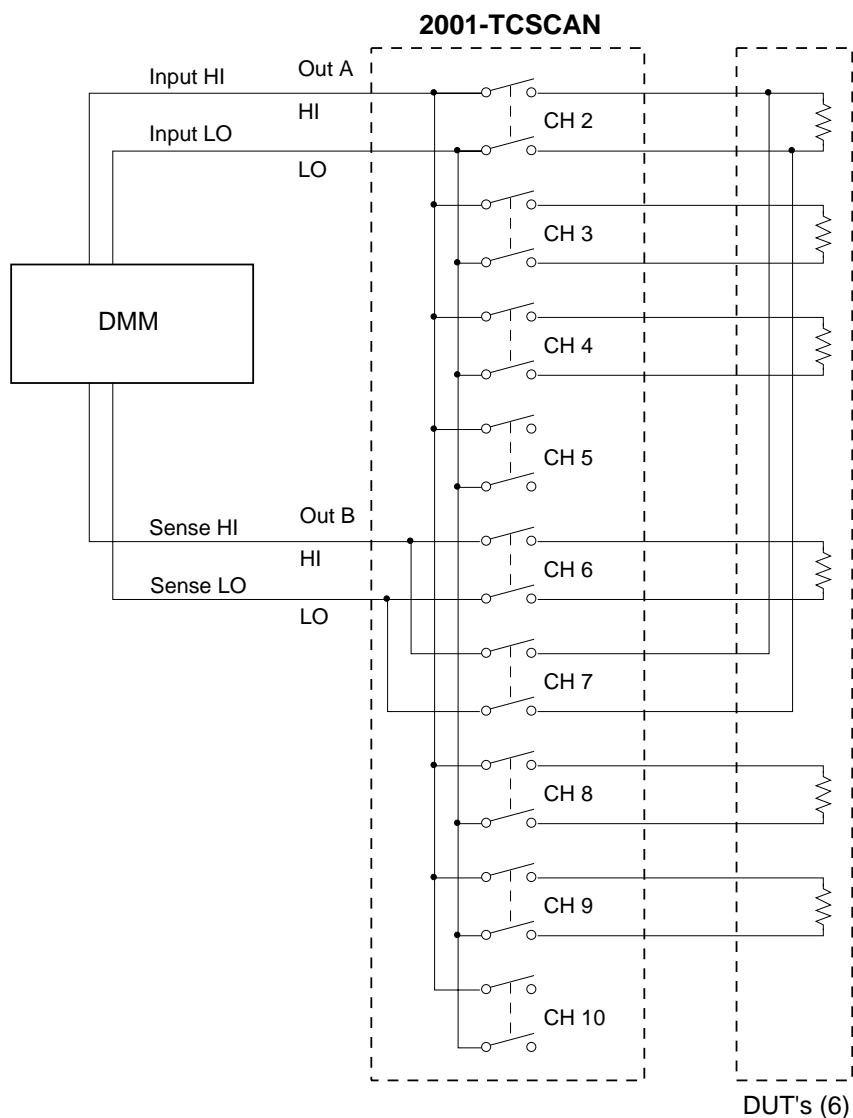 2001-TCSCAN
Input HI
Out A
HI
CH 2
Input LO
LO
CH 3
DMM
CH 4
CH 5
Sense HI
Out B
HI
CH 6
Sense LO
LO
CH 7
CH 8
CH 9
CH 10
DUT's (6)